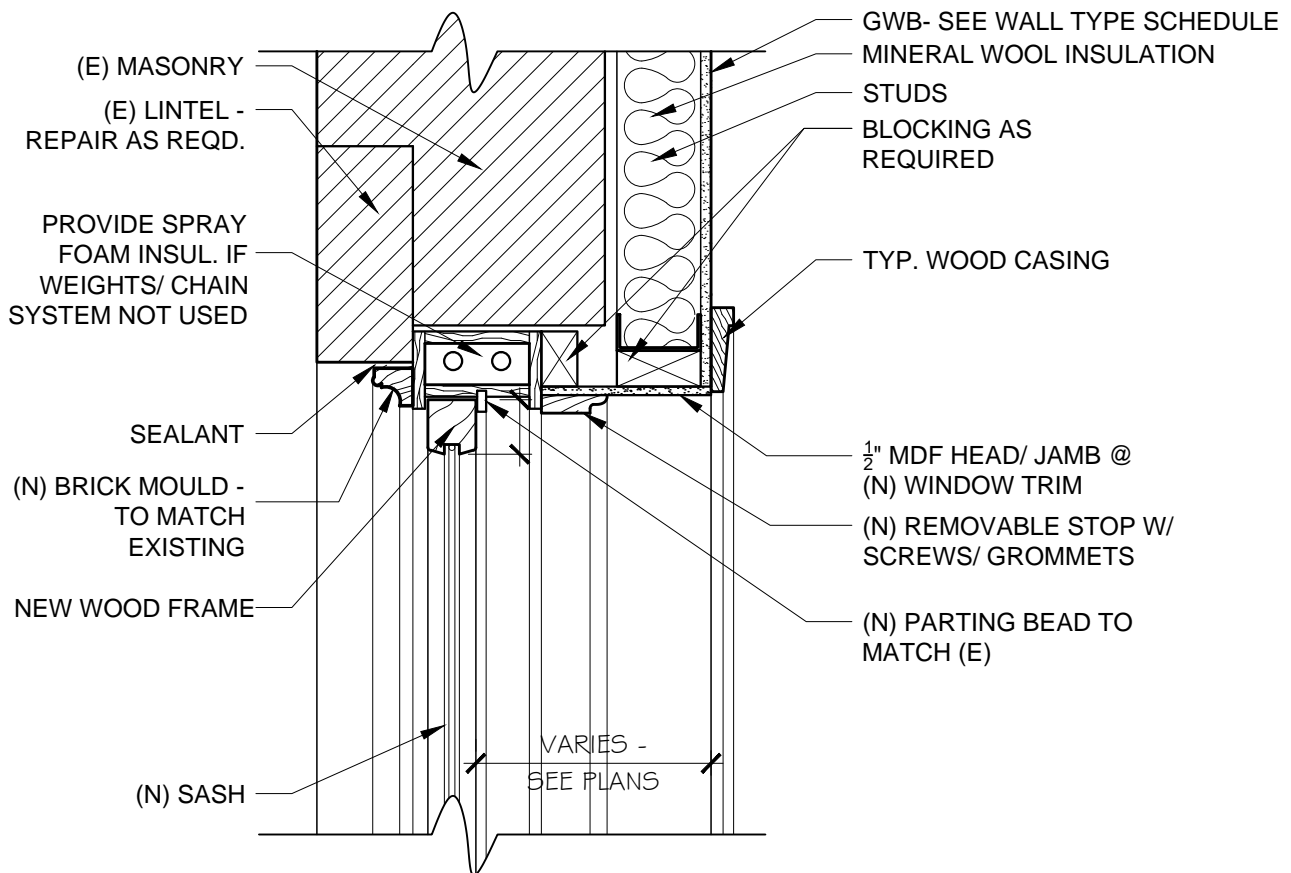 (E) MASONRY
(E) LINTEL -
REPAIR AS REQD.
PROVIDE SPRAY
FOAM INSUL. IF
WEIGHTS/ CHAIN
SYSTEM NOT USED
SEALANT
(N) BRICK MOULD -
TO MATCH
EXISTING
NEW WOOD FRAME
(N) SASH
GWB- SEE WALL TYPE SCHEDULE
MINERAL WOOL INSULATION
STUDS
BLOCKING AS
REQUIRED
TYP. WOOD CASING
1/2" MDF HEAD/ JAMB @
(N) WINDOW TRIM
(N) REMOVABLE STOP W/
SCREWS/ GROMMETS
(N) PARTING BEAD TO
MATCH (E)
VARIES -
SEE PLANS